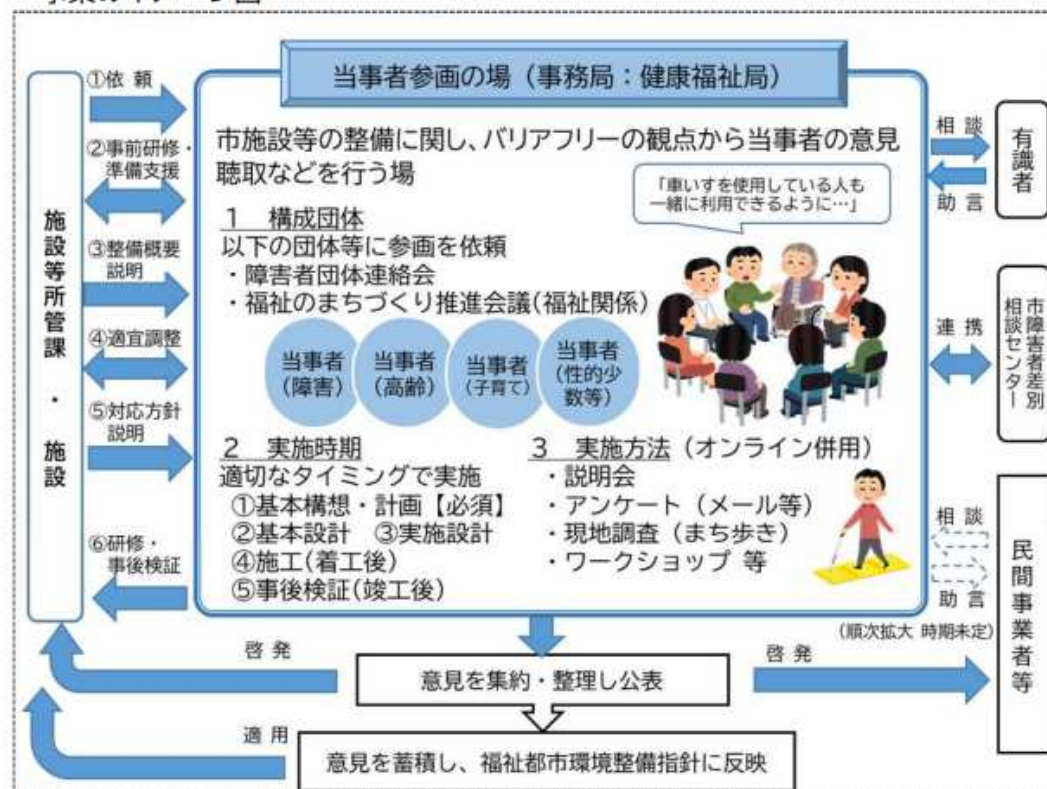 当事者参画の場（事務局：健康福祉局）
施設等所管課・施設
①依 頼
②事前研修・
準備支援
③整備概要
説明
④適宜調整
⑤対応方針
説明
⑥研修・
事後検証
市施設等の整備に関し、バリアフリーの観点から当事者の意見
聴取などを行う場
「車いすを使用している人も
一緒に利用できるように…」
1 構成団体
以下の団体等に参画を依頼
・障害者団体連絡会
・福祉のまちづくり推進会議(福祉関係)
当事者
(障害)
当事者
(高齢)
当事者
(子育て)
当事者
(性的少
数等)
2 実施時期
適切なタイミングで実施
①基本構想・計画【必須】
②基本設計 ③実施設計
④施工(着工後)
⑤事後検証(竣工後)
3 実施方法（オンライン併用）
・説明会
・アンケート（メール等）
・現地調査（まち歩き）
・ワークショップ 等
相 談
助 言
有識者
連 携
市障害者差別
相談センター
相 談
助 言
(順次拡大 時期未定)
民間事業者等
啓 発
意見を集約・整理し公表
啓 発
適 用
意見を蓄積し、福祉都市環境整備指針に反映